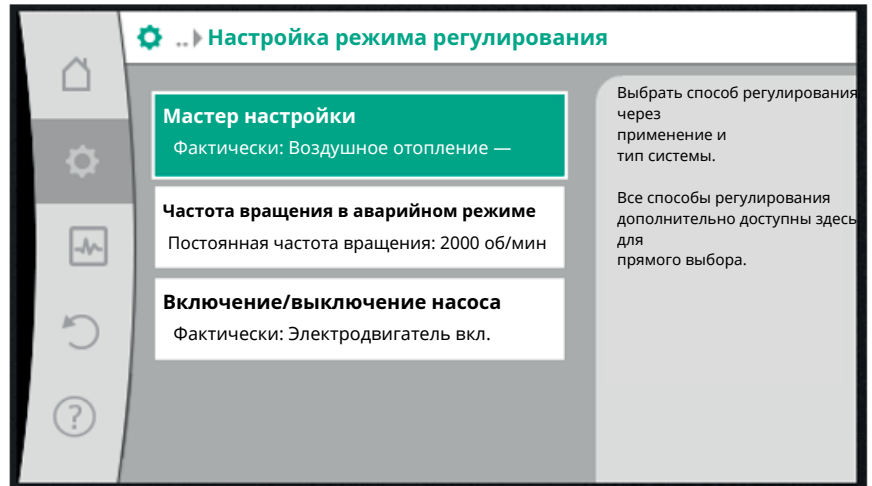 .. Настройка режима регулирования
Мастер настройки
Фактически: Воздушное отопление —
Частота вращения в аварийном режиме
Постоянная частота вращения: 2000 об/мин
Включение/выключение насоса
Фактически: Электродвигатель вкл.
Выбрать способ регулирования
через
применение и
тип системы.
Все способы регулирования
дополнительно доступны здесь
для
прямого выбора.
?